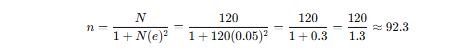 n = N / (1 + N(e)²) = 120 / (1 + 120(0.05)²) = 120 / (1 + 0.3) = 120 / 1.3 ≈ 92.3